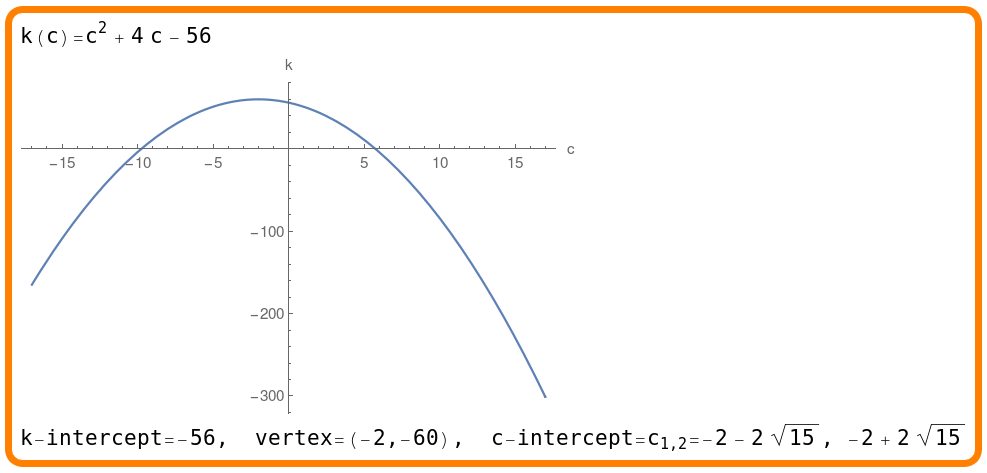 k(c)=c² + 4 c − 56
k
−15 −10 −5 5 10 15 c
−100
−200
−300
k−intercept=−56, vertex=(−2,−60), c−intercept=c₁,₂=−2 − 2 √15, −2 + 2 √15